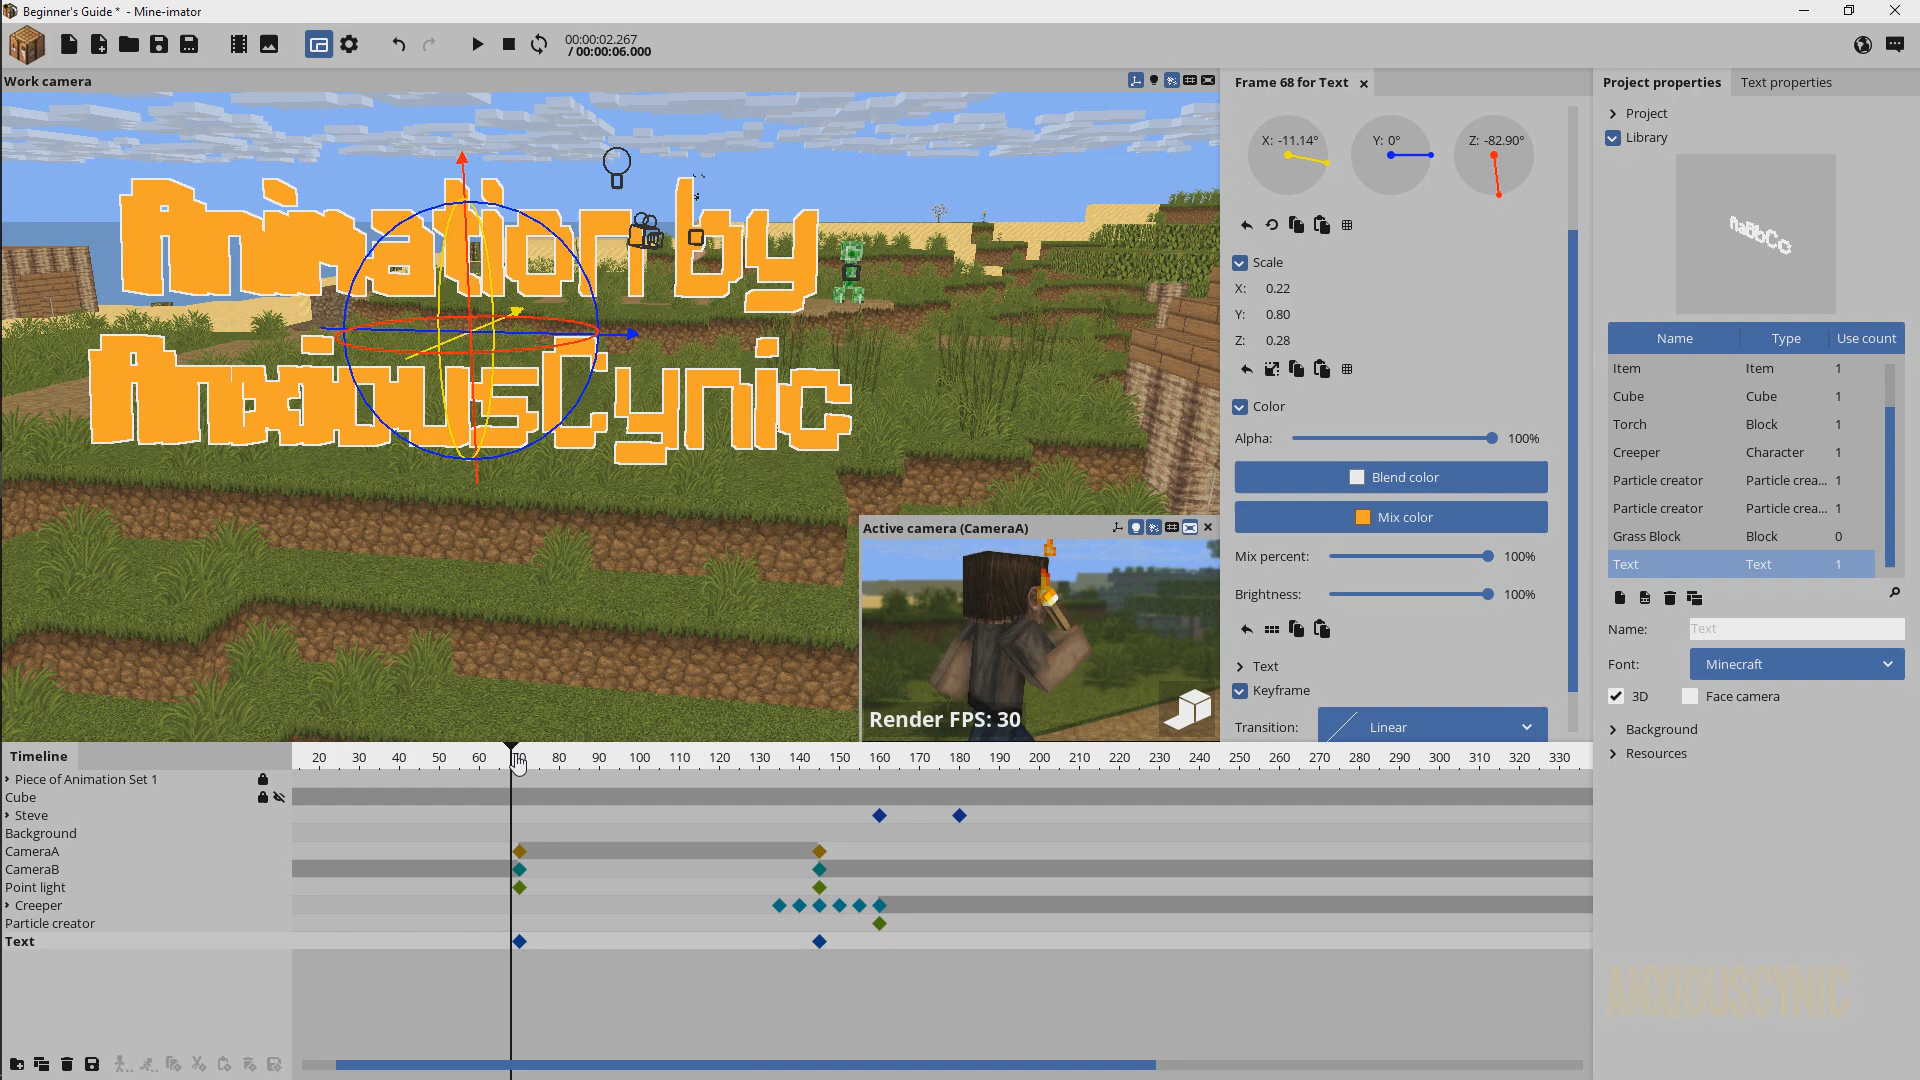 Beginner's Guide * - Mine-imator
00:00:02.267
/ 00:00:06.000
Work camera
Animation by
AnxiousCynic
Active camera (CameraA)
Render FPS: 30
Frame 68 for Text
X: -11.14° Y: 0° Z: -82.90°
Scale
X: 0.22
Y: 0.80
Z: 0.28
Color
Alpha: 100%
Blend color
Mix color
Mix percent: 100%
Brightness: 100%
Text
Keyframe
Transition: Linear
Project properties Text properties
Project
Library
AaBbCc
Name Type Use count
Item Item 1
Cube Cube 1
Torch Block 1
Creeper Character 1
Particle creator Particle crea... 1
Particle creator Particle crea... 1
Grass Block Block 0
Text Text 1
Name: Text
Font: Minecraft
3D Face camera
Background
Resources
Timeline
20 30 40 50 60 70 80 90 100 110 120 130 140 150 160 170 180 190 200 210 220 230 240 250 260 270 280 290 300 310 320 330
Piece of Animation Set 1
Cube
Steve
Background
CameraA
CameraB
Point light
Creeper
Particle creator
Text
ANXIOUSCYNIC